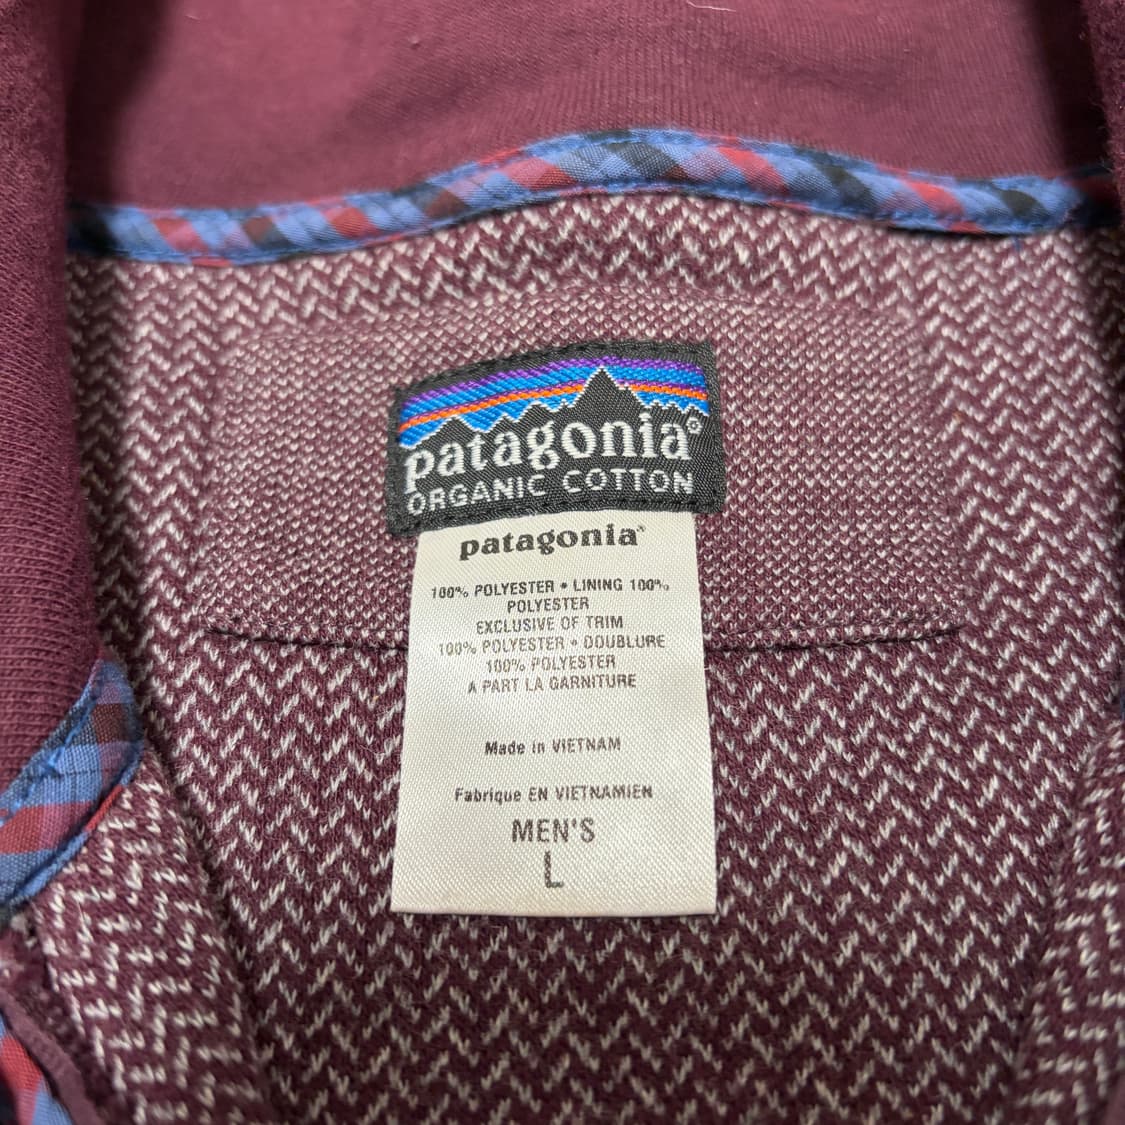 patagonia®
ORGANIC COTTON
patagonia®
100% POLYESTER • LINING 100%
POLYESTER
EXCLUSIVE OF TRIM
100% POLYESTER • DOUBLURE
100% POLYESTER
A PART LA GARNITURE
Made in VIETNAM
Fabrique EN VIETNAMIEN
MEN'S
L